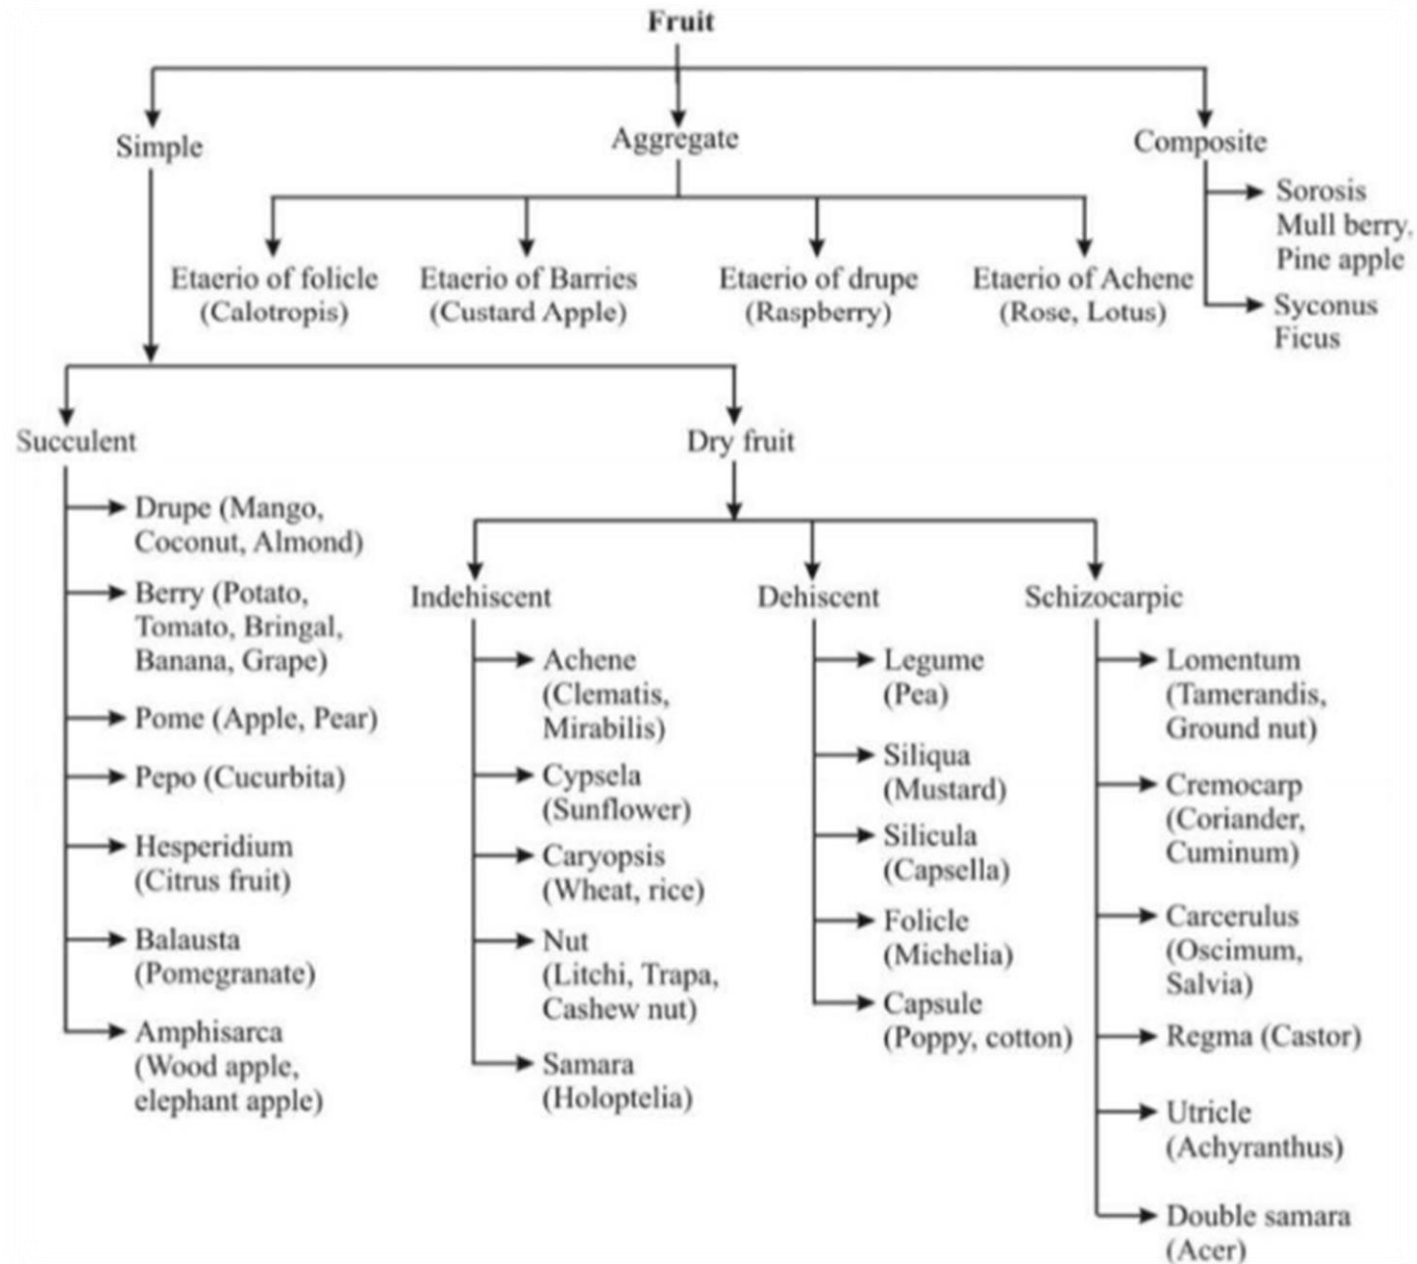 Fruit
Simple
Aggregate
Composite
Sorosis
Mull berry,
Pine apple
Syconus
Ficus
Etaerio of folicle
(Calotropis)
Etaerio of Barries
(Custard Apple)
Etaerio of drupe
(Raspberry)
Etaerio of Achene
(Rose, Lotus)
Succulent
Dry fruit
Drupe (Mango,
Coconut, Almond)
Berry (Potato,
Tomato, Bringal,
Banana, Grape)
Pome (Apple, Pear)
Pepo (Cucurbita)
Hesperidium
(Citrus fruit)
Balausta
(Pomegranate)
Amphisarca
(Wood apple,
elephant apple)
Indehiscent
Achene
(Clematis,
Mirabilis)
Cypsela
(Sunflower)
Caryopsis
(Wheat, rice)
Nut
(Litchi, Trapa,
Cashew nut)
Samara
(Holoptelia)
Dehiscent
Legume
(Pea)
Siliqua
(Mustard)
Silicula
(Capsella)
Folicle
(Michelia)
Capsule
(Poppy, cotton)
Schizocarpic
Lomentum
(Tamerandis,
Ground nut)
Cremocarp
(Coriander,
Cuminum)
Carcerulus
(Oscimum,
Salvia)
Regma (Castor)
Utricle
(Achyranthus)
Double samara
(Acer)